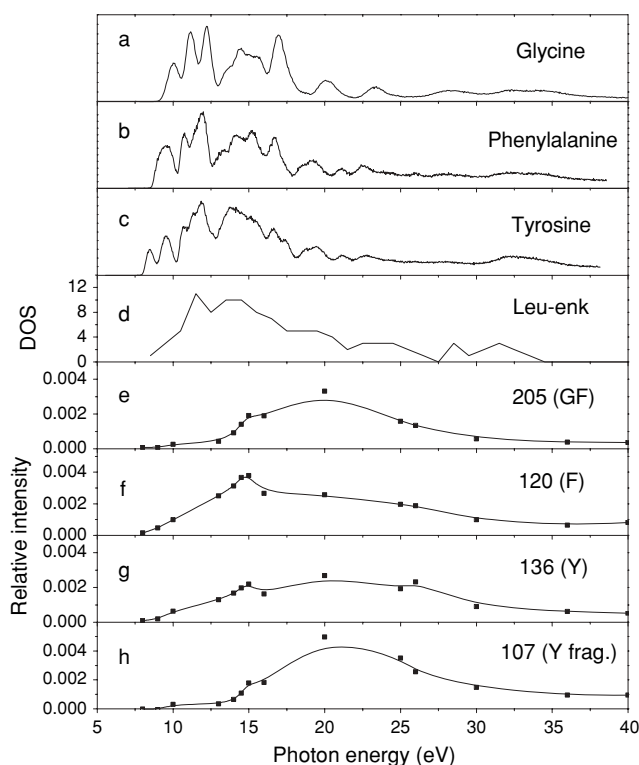 a Glycine
b Phenylalanine
c Tyrosine
12
8
4
0
DOS
d Leu-enk
0.004
0.002
0.000
e 205 (GF)
0.004
0.002
0.000
f 120 (F)
0.004
0.002
0.000
g 136 (Y)
0.004
0.002
0.000
h 107 (Y frag.)
Relative intensity
5 10 15 20 25 30 35 40
Photon energy (eV)